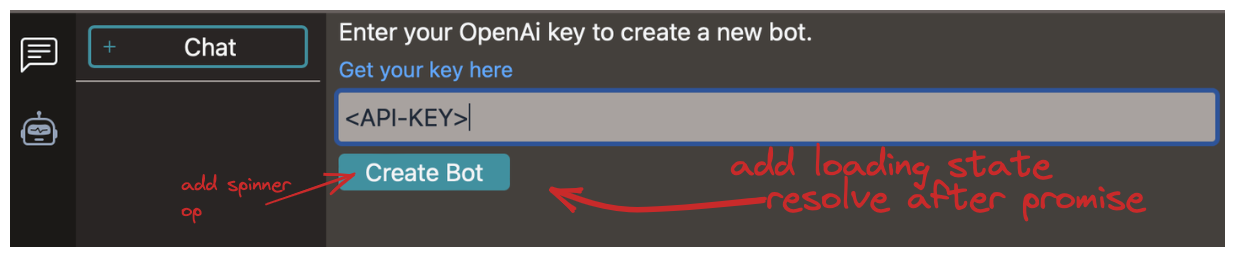 + Chat
Enter your OpenAi key to create a new bot.
Get your key here
<API-KEY>
Create Bot
add spinner
op
add loading state
resolve after promise